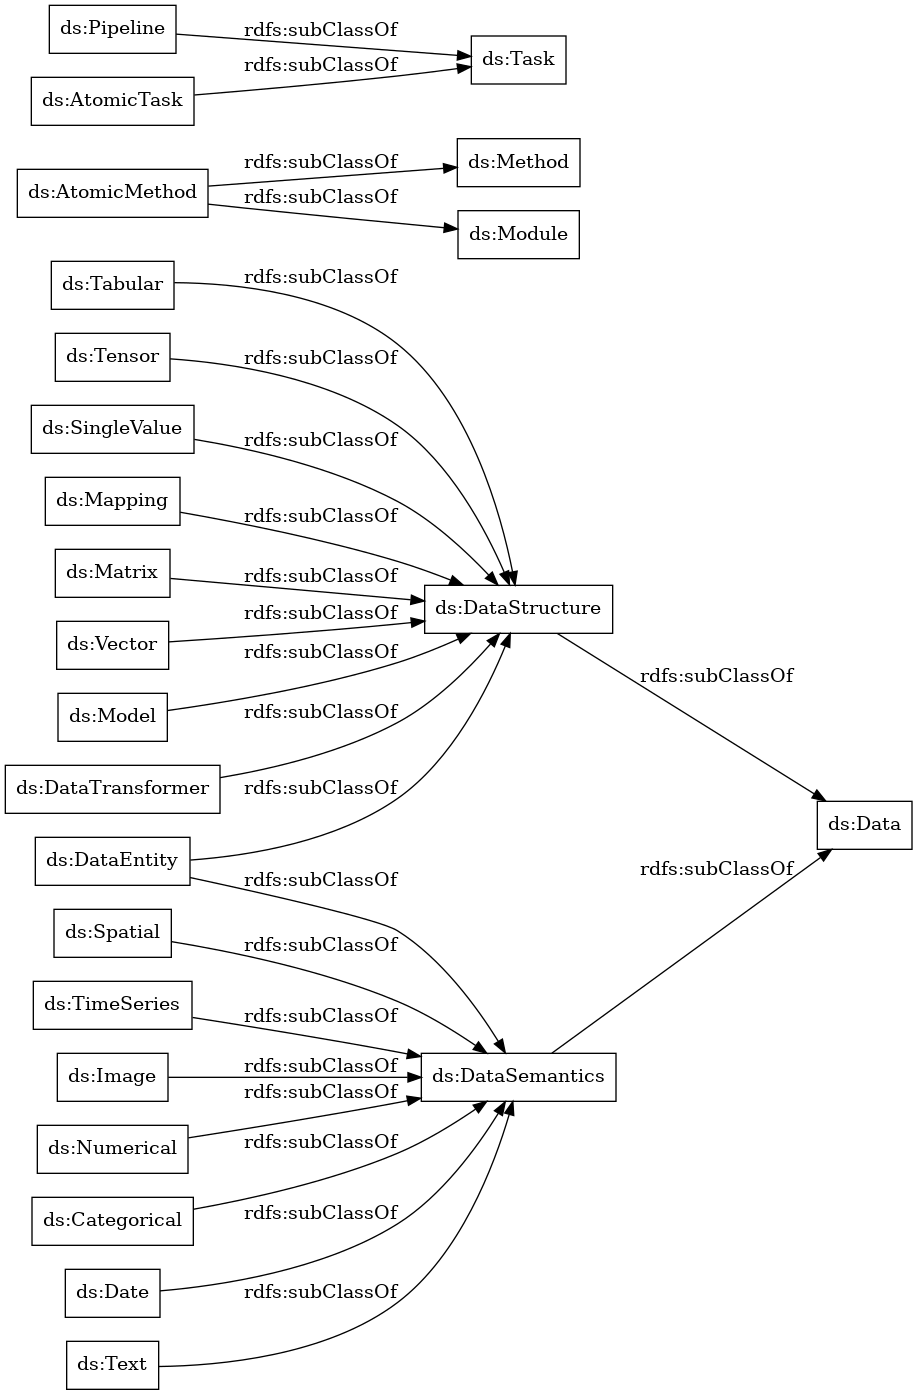 ds:Pipeline
rdfs:subClassOf
ds:Task
rdfs:subClassOf
ds:AtomicTask
rdfs:subClassOf
ds:Method
ds:AtomicMethod
rdfs:subClassOf
ds:Module
ds:Tabular
rdfs:subClassOf
ds:Tensor
rdfs:subClassOf
ds:SingleValue
rdfs:subClassOf
ds:Mapping
rdfs:subClassOf
ds:Matrix
rdfs:subClassOf
ds:DataStructure
rdfs:subClassOf
ds:Vector
rdfs:subClassOf
rdfs:subClassOf
ds:Model
rdfs:subClassOf
ds:DataTransformer
rdfs:subClassOf
ds:Data
ds:DataEntity
rdfs:subClassOf
rdfs:subClassOf
ds:Spatial
rdfs:subClassOf
ds:TimeSeries
rdfs:subClassOf
ds:Image
rdfs:subClassOf
ds:DataSemantics
rdfs:subClassOf
ds:Numerical
rdfs:subClassOf
ds:Categorical
rdfs:subClassOf
ds:Date
rdfs:subClassOf
ds:Text